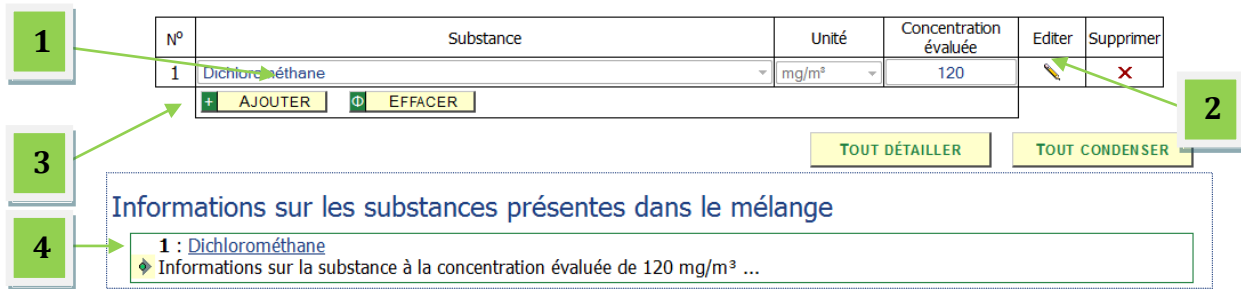 1
Nº Substance Unité Concentration évaluée Editer Supprimer
1 Dichlorométhane mg/m³ 120 X
2
+ AJOUTER Φ EFFACER
3
TOUT DÉTAILLER TOUT CONDENSER
Informations sur les substances présentes dans le mélange
4
1 : Dichlorométhane
Informations sur la substance à la concentration évaluée de 120 mg/m³ ...